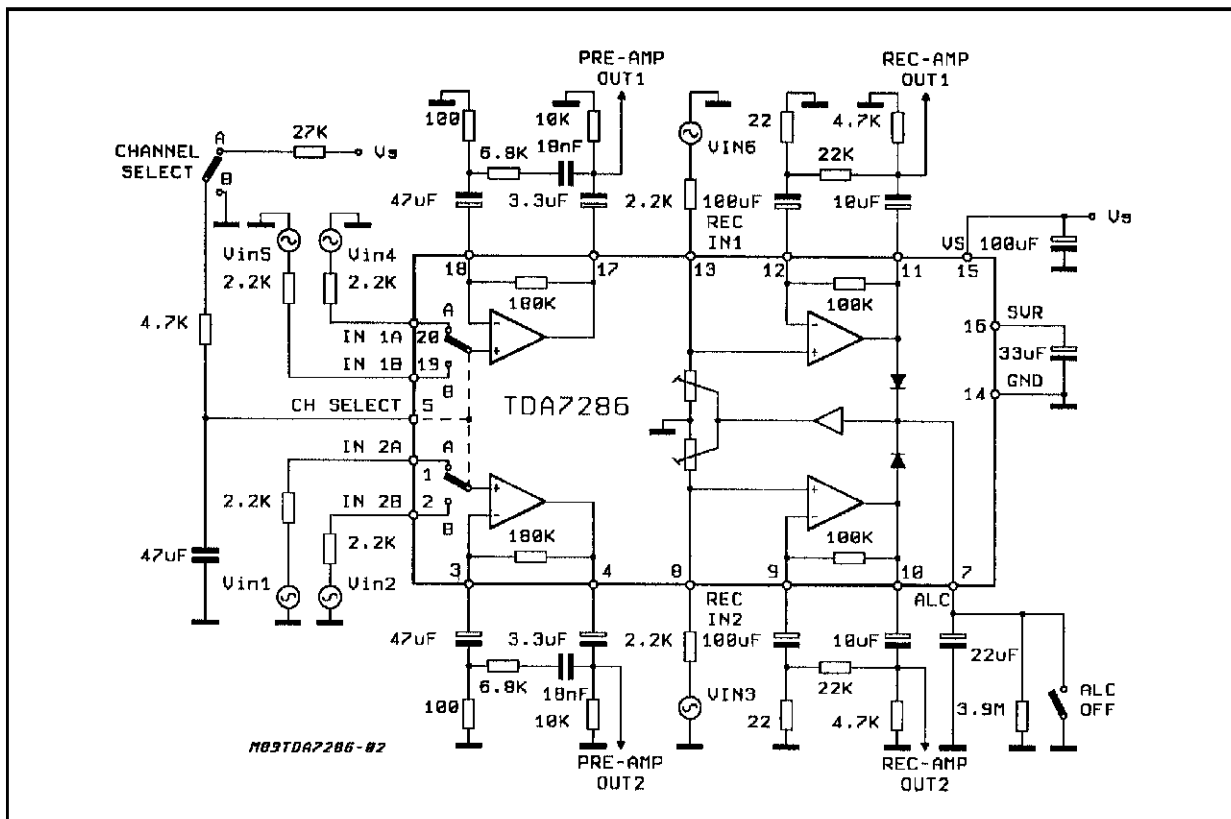 PRE-AMP
OUT1
REC-AMP
OUT1
100
10K
22
4.7K
27K
A
Vs
CHANNEL
SELECT
B
6.8K
18nF
VIN6
22K
47uF
3.3uF
2.2K
100uF
10uF
REC
IN1
Vs
VS
100uF
Vin5
Vin4
18
17
13
12
11
15
2.2K
2.2K
180K
100K
4.7K
A
IN 1A
20
SVR
16
33uF
IN 1B
19
B
GND
14
CH SELECT
5
TDA7286
IN 2A
A
1
2.2K
IN 2B
2
B
2.2K
180K
100K
47uF
3
4
8
9
10
7
Vin1
Vin2
REC
IN2
ALC
47uF
3.3uF
2.2K
100uF
10uF
22uF
6.8K
18nF
22K
VIN3
ALC
OFF
3.9M
100
10K
22
4.7K
M89TDA7286-02
PRE-AMP
OUT2
REC-AMP
OUT2